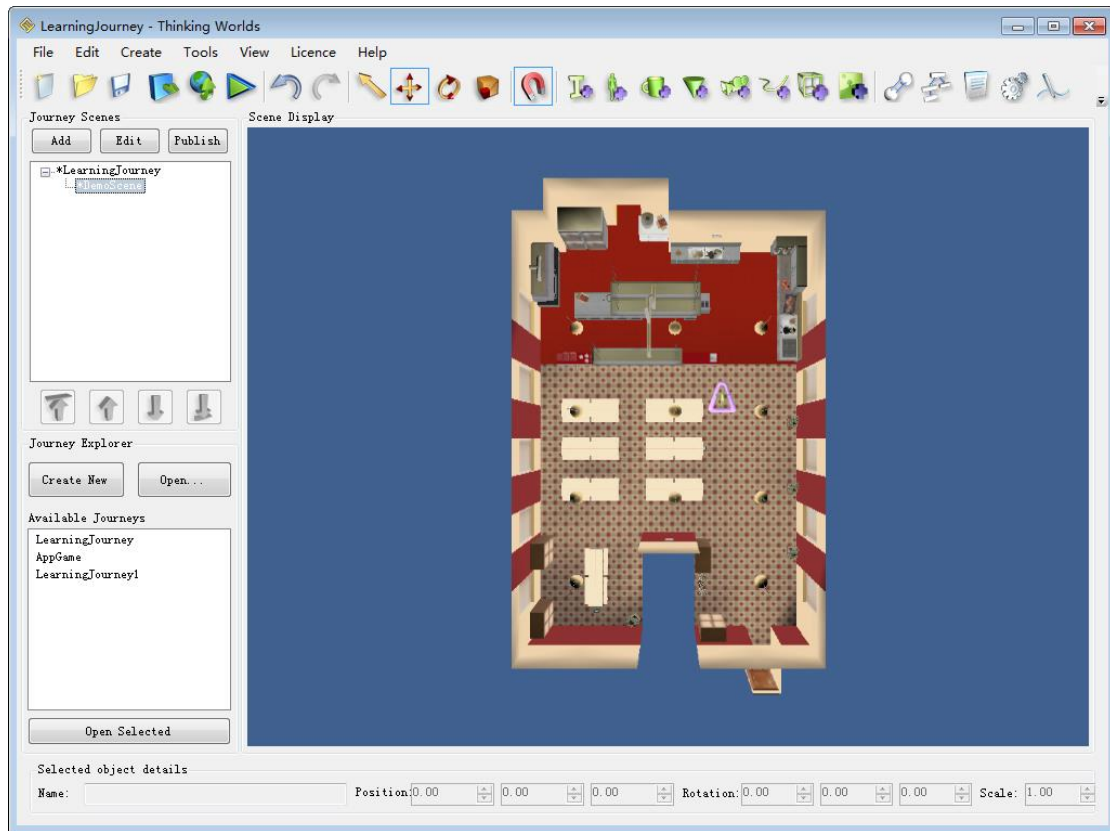 LearningJourney - Thinking Worlds
File Edit Create Tools View Licence Help
Journey Scenes
Scene Display
Add Edit Publish
*LearningJourney
*DemoScene
Journey Explorer
Create New Open...
Available Journeys
LearningJourney
AppGame
LearningJourney1
Open Selected
Selected object details
Name: Position: 0.00 0.00 0.00 Rotation: 0.00 0.00 0.00 Scale: 1.00